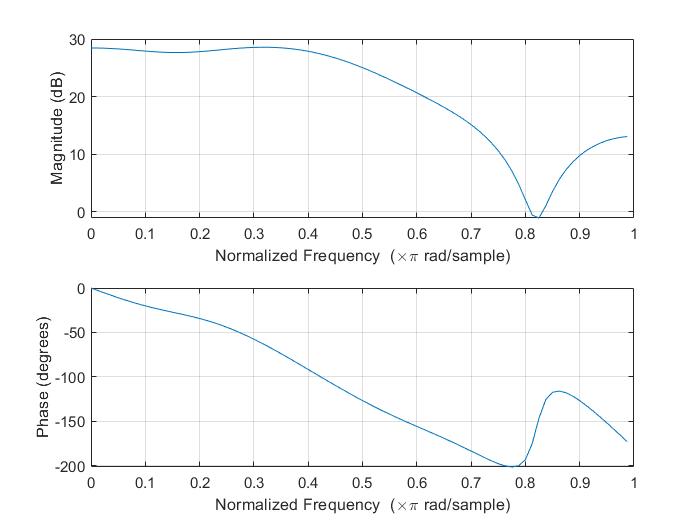 30
20
10
0
Magnitude (dB)
0 0.1 0.2 0.3 0.4 0.5 0.6 0.7 0.8 0.9 1
Normalized Frequency (×π rad/sample)
0
-50
-100
-150
-200
Phase (degrees)
0 0.1 0.2 0.3 0.4 0.5 0.6 0.7 0.8 0.9 1
Normalized Frequency (×π rad/sample)